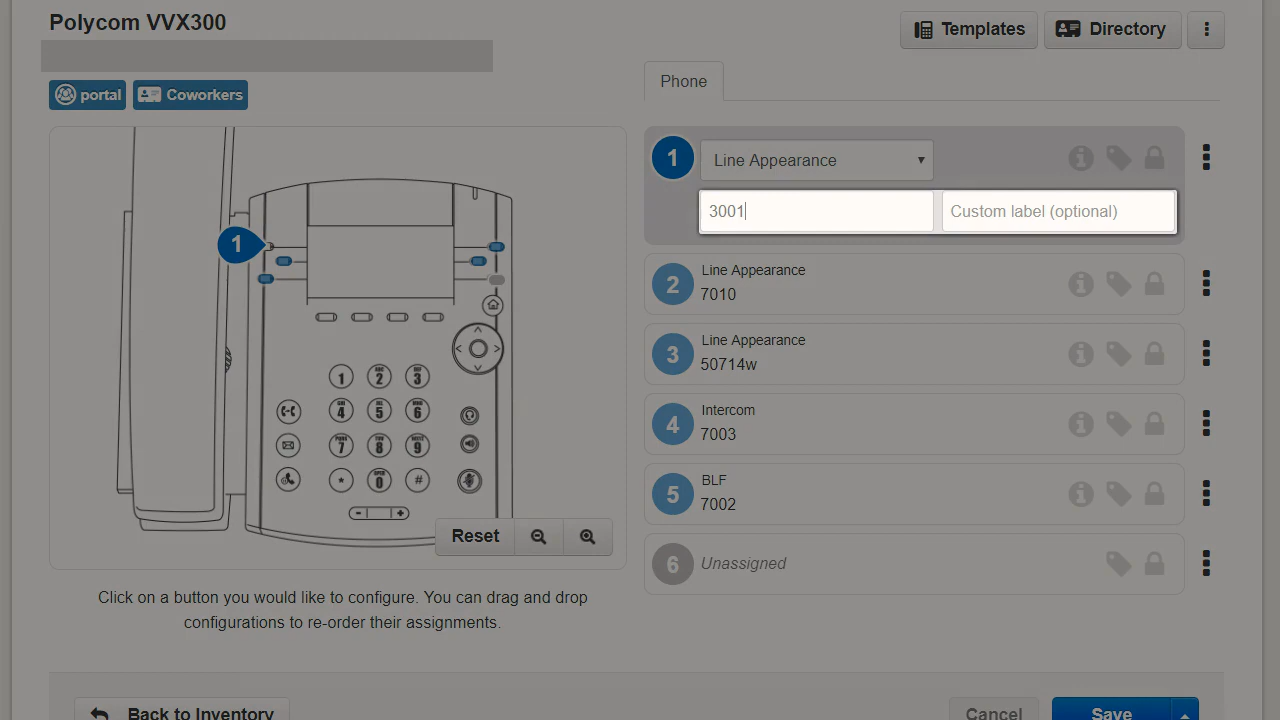 Polycom VVX300
Templates
Directory
portal
Coworkers
Phone
1
Line Appearance
3001
Custom label (optional)
1
2
Line Appearance
7010
3
Line Appearance
50714w
4
Intercom
7003
5
BLF
7002
6
Unassigned
1
2
3
4
5
6
7
8
9
*
0
#
-
+
Reset
Click on a button you would like to configure. You can drag and drop
configurations to re-order their assignments.
Back to Inventory
Cancel
Save